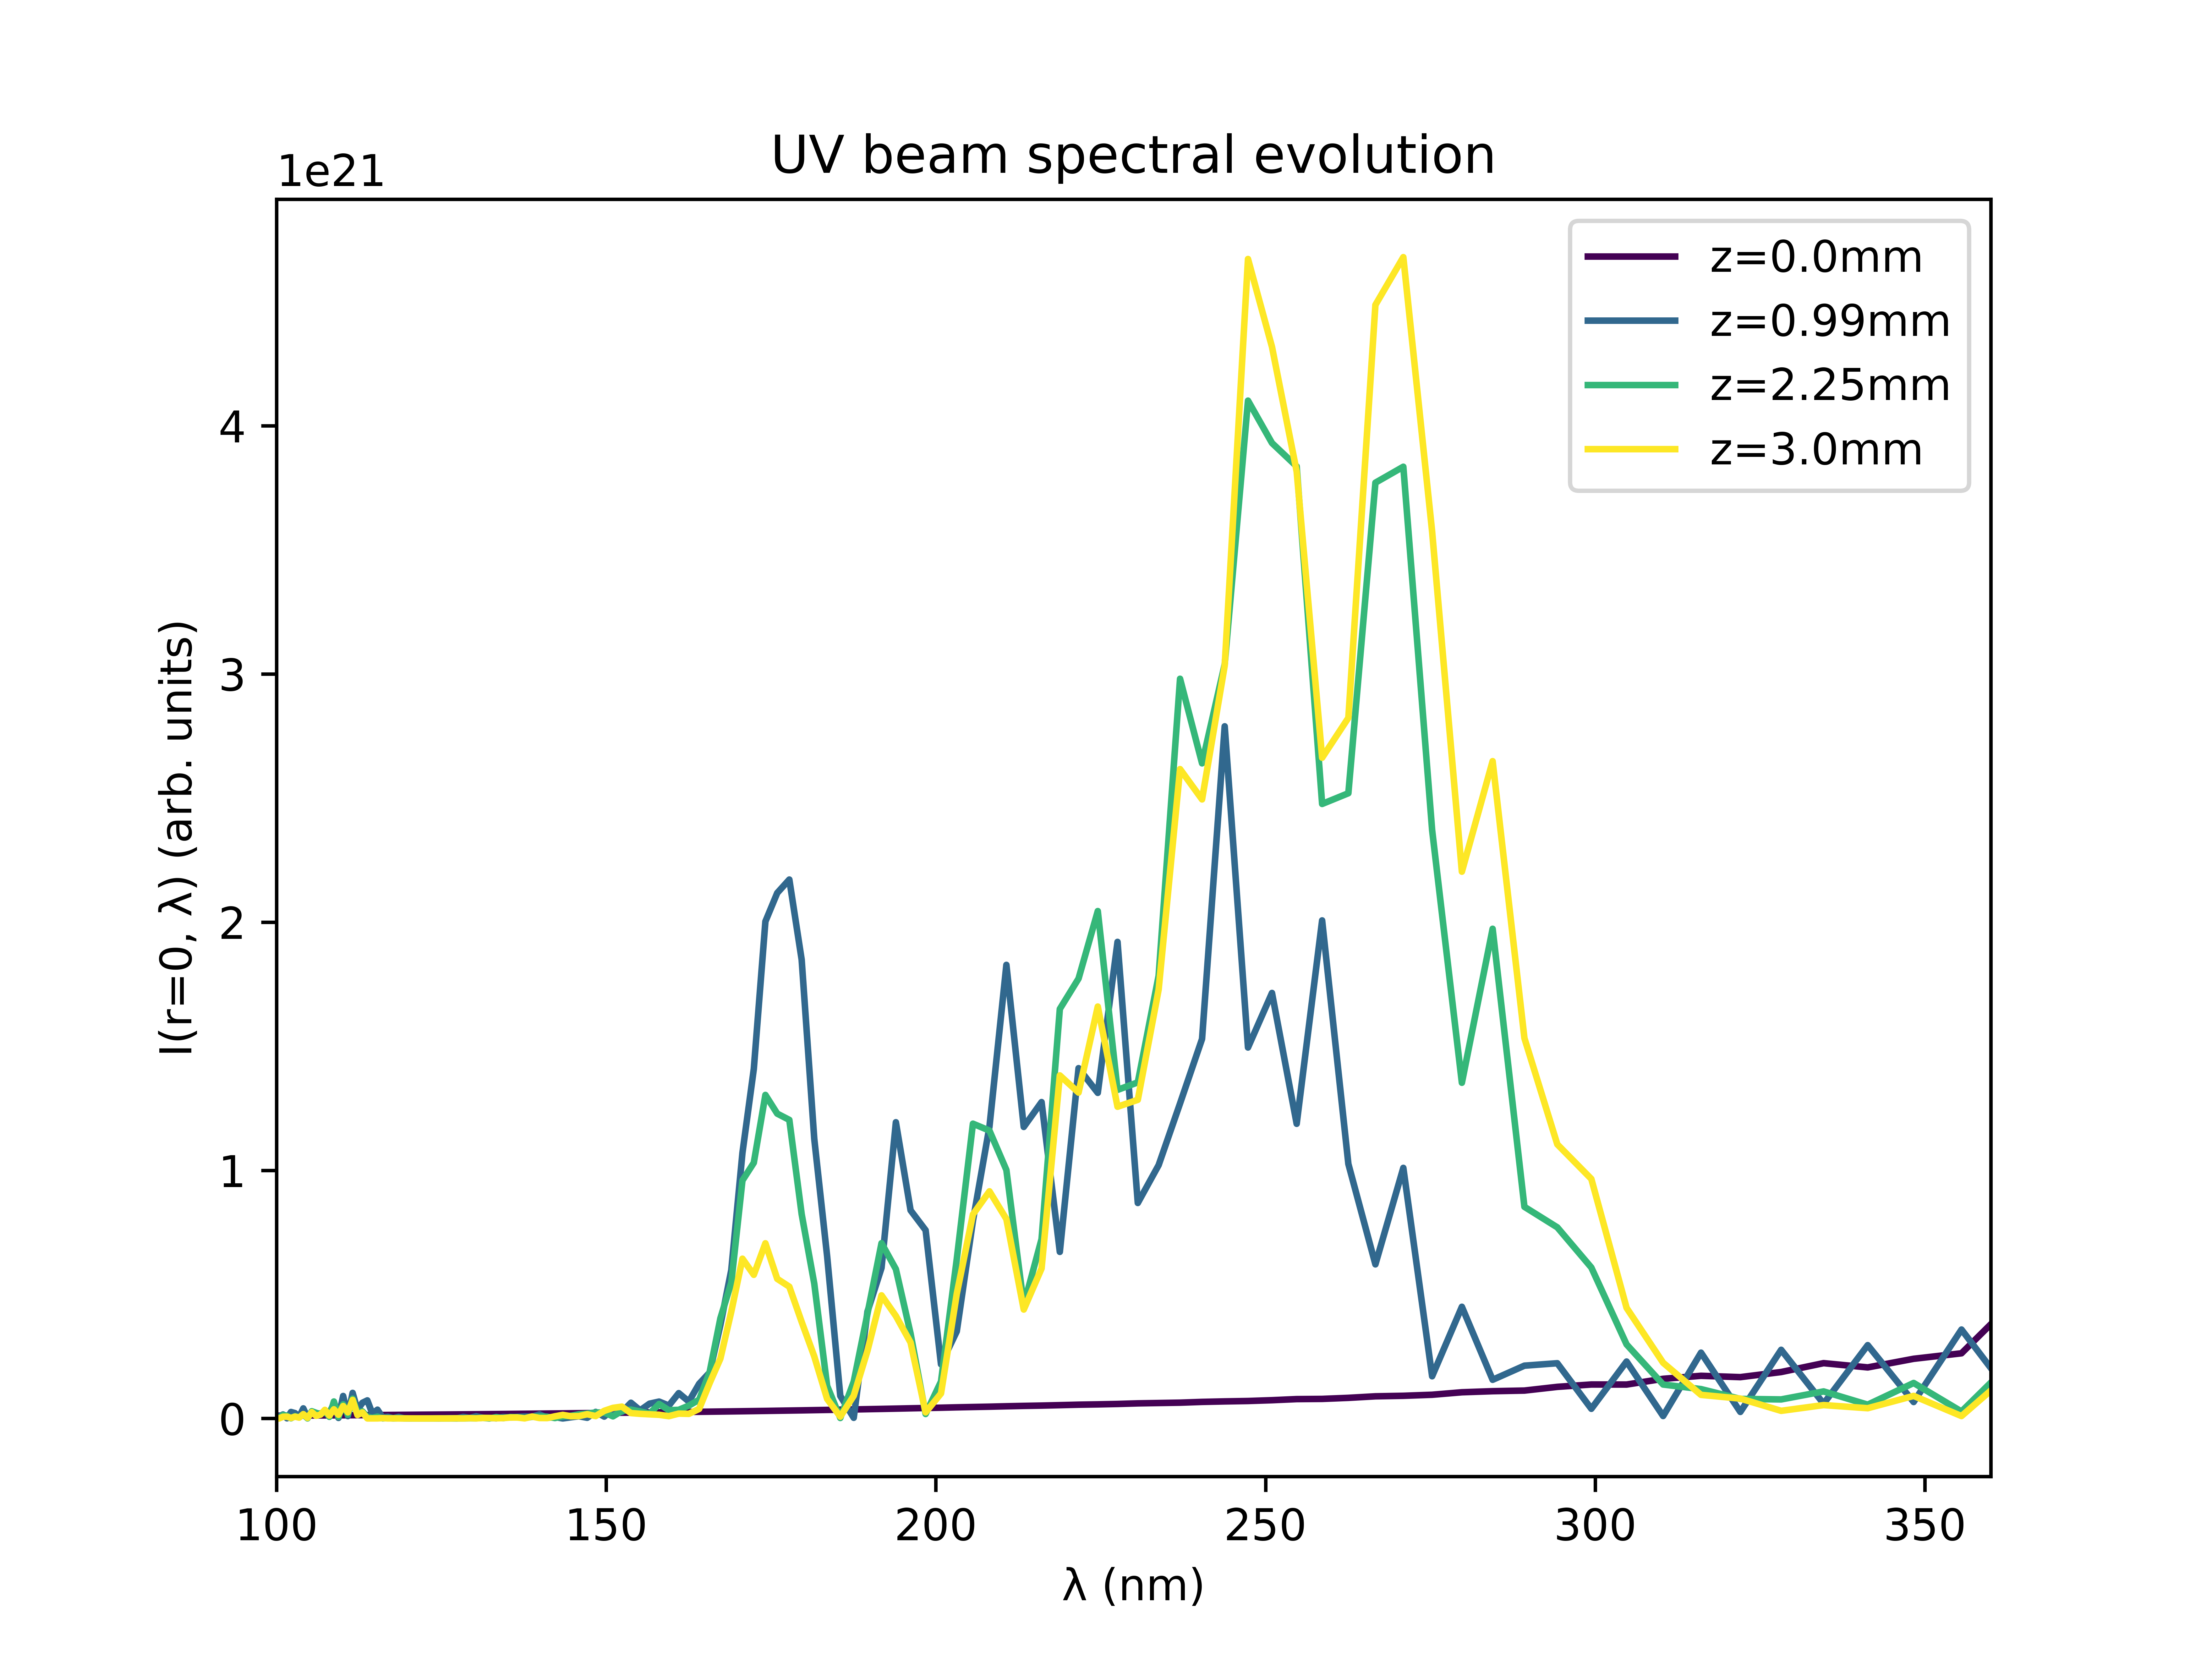 UV beam spectral evolution
1e21
z=0.0mm
z=0.99mm
z=2.25mm
z=3.0mm
I(r=0, λ) (arb. units)
4
3
2
1
0
100 150 200 250 300 350
λ (nm)